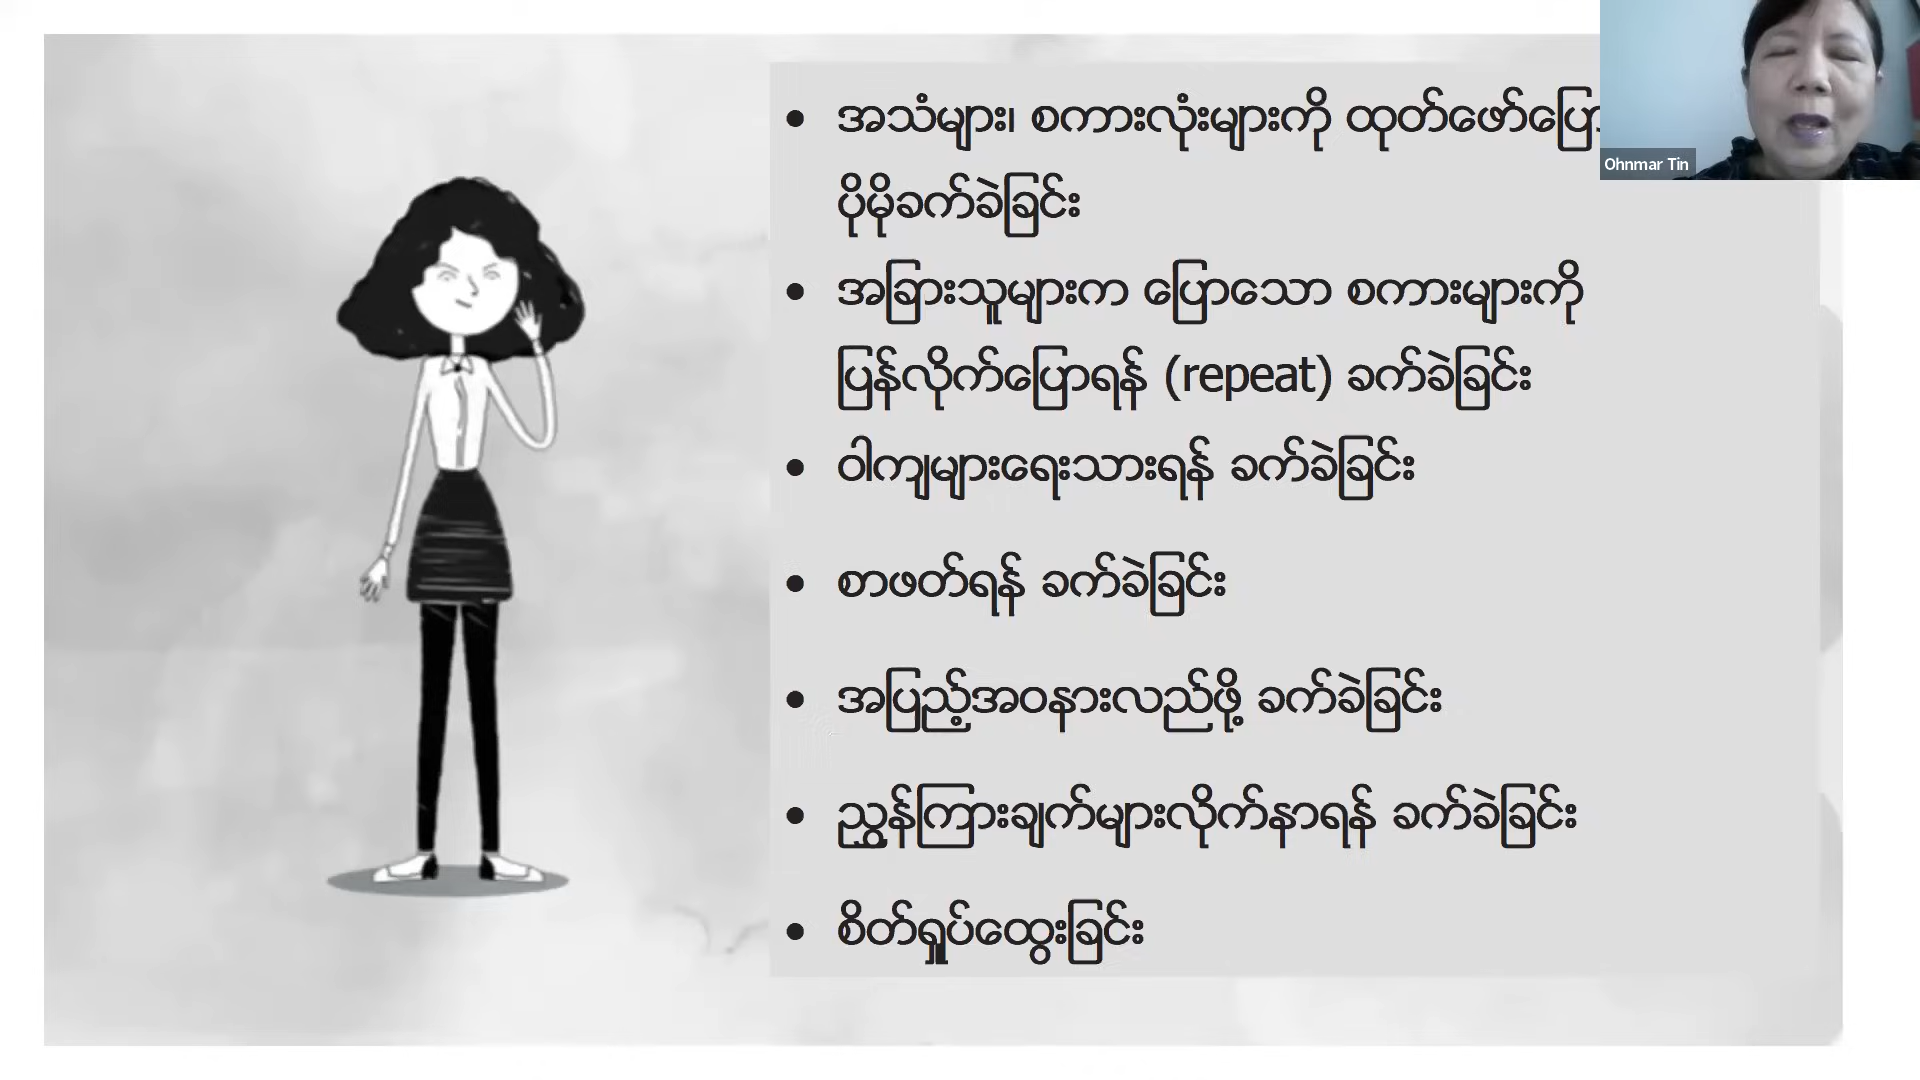 • အသံများ၊ စကားလုံးများကို ထုတ်ဖော်ပြော
ပိုမိုခက်ခဲခြင်း
• အခြားသူများက ပြောသော စကားများကို
ပြန်လိုက်ပြောရန် (repeat) ခက်ခဲခြင်း
• ဝါကျများရေးသားရန် ခက်ခဲခြင်း
• စာဖတ်ရန် ခက်ခဲခြင်း
• အပြည့်အဝနားလည်ဖို့ ခက်ခဲခြင်း
• ညွှန်ကြားချက်များလိုက်နာရန် ခက်ခဲခြင်း
• စိတ်ရှုပ်ထွေးခြင်း
Ohnmar Tin